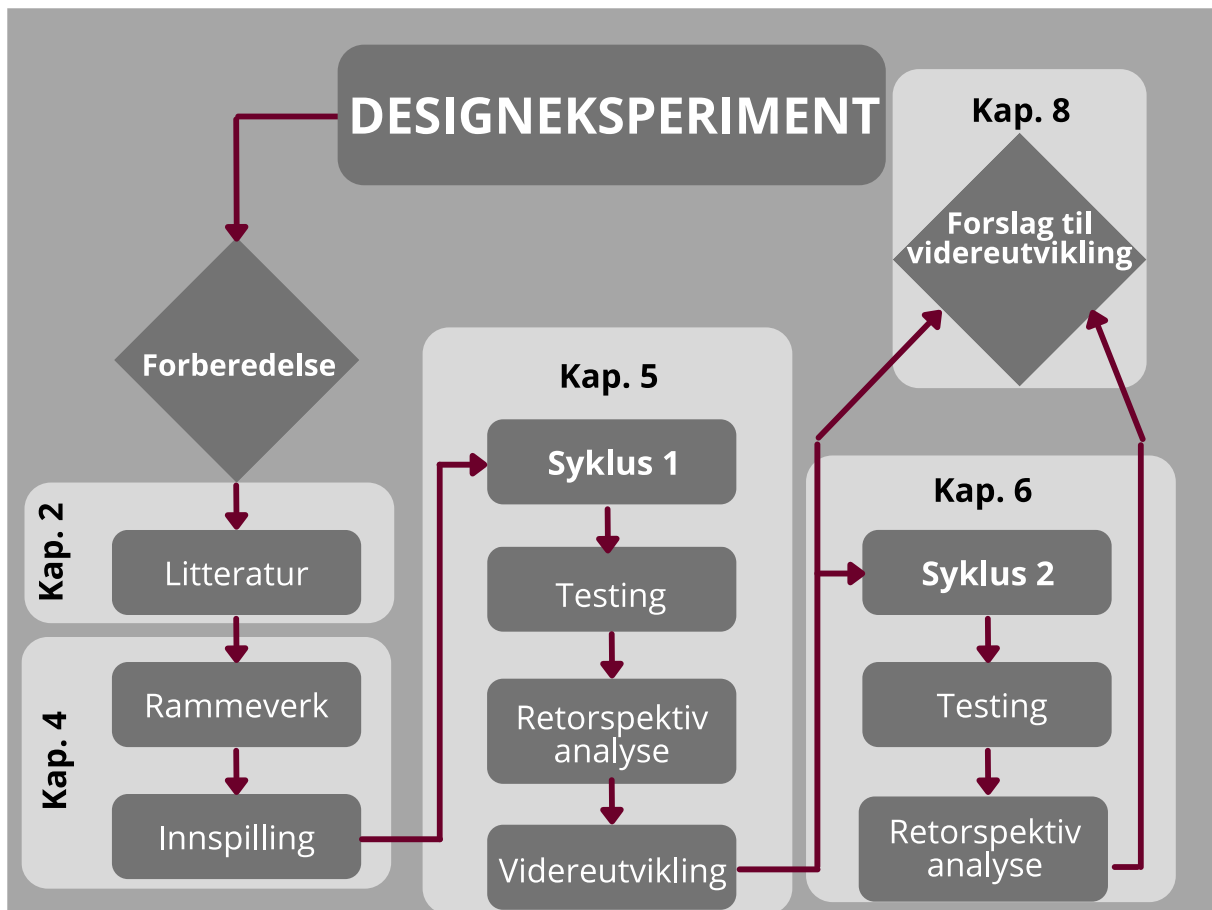 DESIGNEKSPERIMENT
Forberedelse
Kap. 2
Litteratur
Kap. 4
Rammeverk
Innspilling
Kap. 5
Syklus 1
Testing
Retorspektiv
analyse
Videreutvikling
Kap. 6
Syklus 2
Testing
Retorspektiv
analyse
Kap. 8
Forslag til
videreutvikling